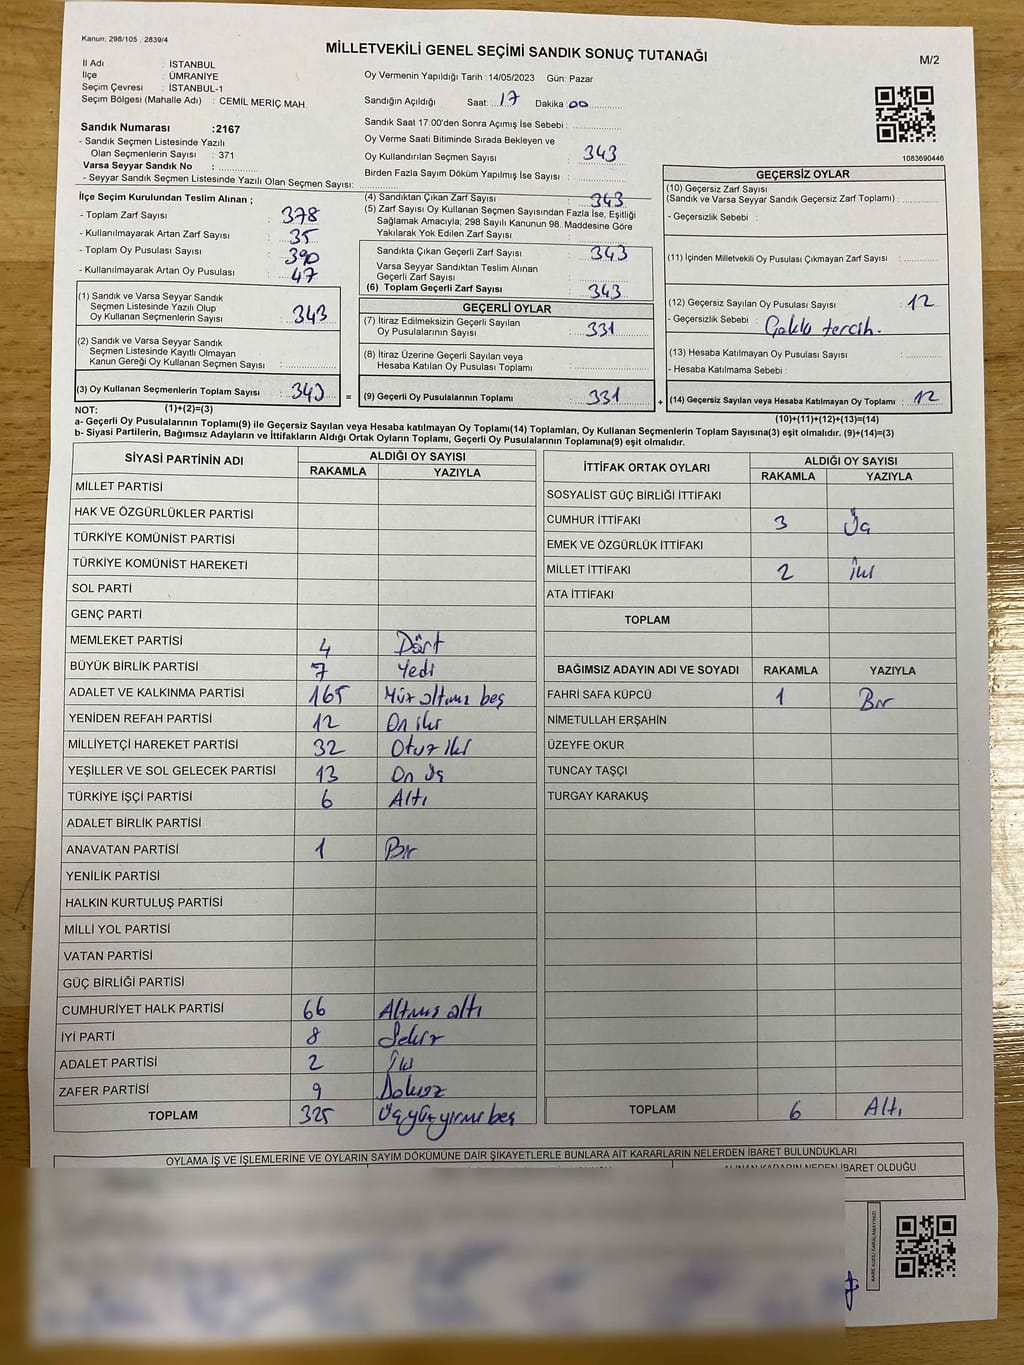 Kanun: 298/105 , 2839/4
MİLLETVEKİLİ GENEL SEÇİMİ SANDIK SONUÇ TUTANAĞI
M/2
İl Adı : İSTANBUL
İlçe : ÜMRANİYE
Seçim Çevresi : İSTANBUL-1
Seçim Bölgesi (Mahalle Adı) : CEMİL MERİÇ MAH.
Sandık Numarası :2167
- Sandık Seçmen Listesinde Yazılı
Olan Seçmenlerin Sayısı : 371
Varsa Seyyar Sandık No :
- Seyyar Sandık Seçmen Listesinde Yazılı Olan Seçmen Sayısı:
Oy Vermenin Yapıldığı Tarih :14/05/2023 Gün: Pazar
Sandığın Açıldığı Saat: 17 Dakika: 00
Sandık Saat 17:00'den Sonra Açımış İse Sebebi :
Oy Verme Saati Bitiminde Sırada Bekleyen ve
Oy Kullandırılan Seçmen Sayısı : 343
Birden Fazla Sayım Döküm Yapılmış İse Sayısı :
1083690446
İlçe Seçim Kurulundan Teslim Alınan ;
- Toplam Zarf Sayısı : 378
- Kullanılmayarak Artan Zarf Sayısı : 35
- Toplam Oy Pusulası Sayısı : 390
- Kullanılmayarak Artan Oy Pusulası : 47
(1) Sandık ve Varsa Seyyar Sandık
Seçmen Listesinde Yazılı Olup
Oy Kullanan Seçmenlerin Sayısı : 343
(2) Sandık ve Varsa Seyyar Sandık
Seçmen Listesinde Kayıtlı Olmayan
Kanun Gereği Oy Kullanan Seçmen Sayısı :
(3) Oy Kullanan Seçmenlerin Toplam Sayısı : 343 =
(4) Sandıktan Çıkan Zarf Sayısı : 343
(5) Zarf Sayısı Oy Kullanan Seçmen Sayısından Fazla İse, Eşitliği
Sağlamak Amacıyla; 298 Sayılı Kanunun 98. Maddesine Göre
Yakılarak Yok Edilen Zarf Sayısı :
Sandıkta Çıkan Geçerli Zarf Sayısı : 343
Varsa Seyyar Sandıktan Teslim Alınan
Geçerli Zarf Sayısı :
(6) Toplam Geçerli Zarf Sayısı : 343
GEÇERLİ OYLAR
(7) İtiraz Edilmeksizin Geçerli Sayılan
Oy Pusulalarının Sayısı : 331
(8) İtiraz Üzerine Geçerli Sayılan veya
Hesaba Katılan Oy Pusulası Toplamı :
(9) Geçerli Oy Pusulalarının Toplamı : 331 +
GEÇERSİZ OYLAR
(10) Geçersiz Zarf Sayısı
(Sandık ve Varsa Seyyar Sandık Geçersiz Zarf Toplamı) :
- Geçersizlik Sebebi :
(11) İçinden Milletvekili Oy Pusulası Çıkmayan Zarf Sayısı :
(12) Geçersiz Sayılan Oy Pusulası Sayısı : 12
- Geçersizlik Sebebi : Çoklu tercih.
(13) Hesaba Katılmayan Oy Pusulası Sayısı :
- Hesaba Katılmama Sebebi :
(14) Geçersiz Sayılan veya Hesaba Katılmayan Oy Toplamı : 12
NOT: (1)+(2)=(3)
(10)+(11)+(12)+(13)=(14)
a- Geçerli Oy Pusulalarının Toplamı(9) ile Geçersiz Sayılan veya Hesaba katılmayan Oy Toplamı(14) Toplamları, Oy Kullanan Seçmenlerin Toplam Sayısına(3) eşit olmalıdır. (9)+(14)=(3)
b- Siyasi Partilerin, Bağımsız Adayların ve İttifakların Aldığı Ortak Oyların Toplamı, Geçerli Oy Pusulalarının Toplamına(9) eşit olmalıdır.
SİYASİ PARTİNİN ADI ALDIĞI OY SAYISI
RAKAMLA YAZIYLA
MİLLET PARTİSİ
HAK VE ÖZGÜRLÜKLER PARTİSİ
TÜRKİYE KOMÜNİST PARTİSİ
TÜRKİYE KOMÜNİST HAREKETİ
SOL PARTİ
GENÇ PARTİ
MEMLEKET PARTİSİ 4 Dört
BÜYÜK BİRLİK PARTİSİ 7 Yedi
ADALET VE KALKINMA PARTİSİ 165 Yüz altmış beş
YENİDEN REFAH PARTİSİ 12 On iki
MİLLİYETÇİ HAREKET PARTİSİ 32 Otuz iki
YEŞİLLER VE SOL GELECEK PARTİSİ 13 On üç
TÜRKİYE İŞÇİ PARTİSİ 6 Altı
ADALET BİRLİK PARTİSİ
ANAVATAN PARTİSİ 1 Bir
YENİLİK PARTİSİ
HALKIN KURTULUŞ PARTİSİ
MİLLİ YOL PARTİSİ
VATAN PARTİSİ
GÜÇ BİRLİĞİ PARTİSİ
CUMHURİYET HALK PARTİSİ 66 Altmış altı
İYİ PARTİ 8 Sekiz
ADALET PARTİSİ 2 İki
ZAFER PARTİSİ 9 Dokuz
TOPLAM 325 Üçyüz yirmi beş
İTTİFAK ORTAK OYLARI ALDIĞI OY SAYISI
RAKAMLA YAZIYLA
SOSYALİST GÜÇ BİRLİĞİ İTTİFAKI
CUMHUR İTTİFAKI 3 Üç
EMEK VE ÖZGÜRLÜK İTTİFAKI
MİLLET İTTİFAKI 2 İki
ATA İTTİFAKI
TOPLAM
BAĞIMSIZ ADAYIN ADI VE SOYADI RAKAMLA YAZIYLA
FAHRİ SAFA KÜPCÜ 1 Bir
NİMETULLAH ERŞAHİN
ÜZEYFE OKUR
TUNCAY TAŞÇI
TURGAY KARAKUŞ
TOPLAM 6 Altı
OYLAMA İŞ VE İŞLEMLERİNE VE OYLARIN SAYIM DÖKÜMÜNE DAİR ŞİKAYETLERLE BUNLARA AİT KARARLARIN NELERDEN İBARET BULUNDUKLARI
ALINAN KARARIN NEDEN İBARET OLDUĞU
KARE KODU KARALAMAYINIZ!